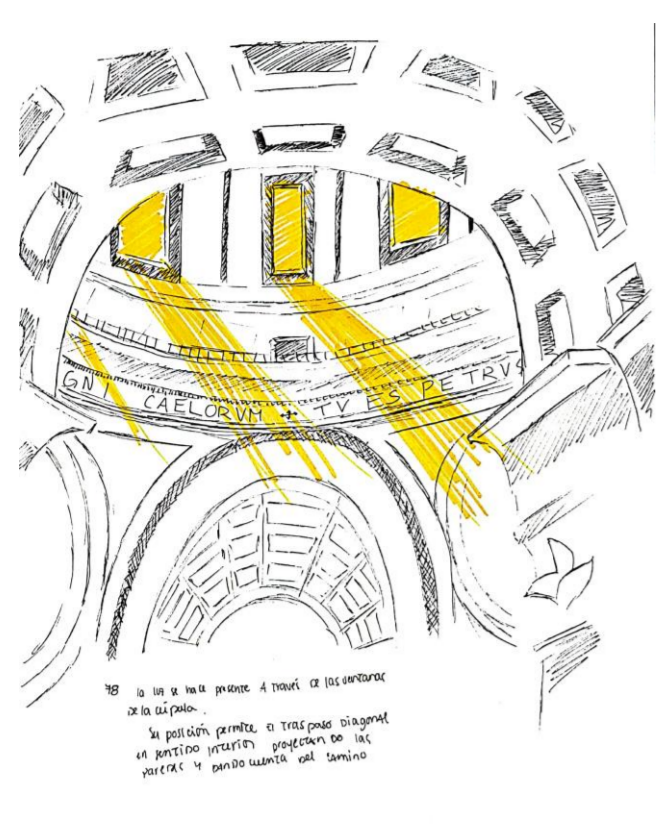 GNI CAELORVM + TV ES PETRVS
78 la luz se hace presente A través de las ventanas
de la cúpula.
Su posición permite el traspaso DIAGONAL
en sentido interior proyectando las
paredes y DANDO cuenta del camino